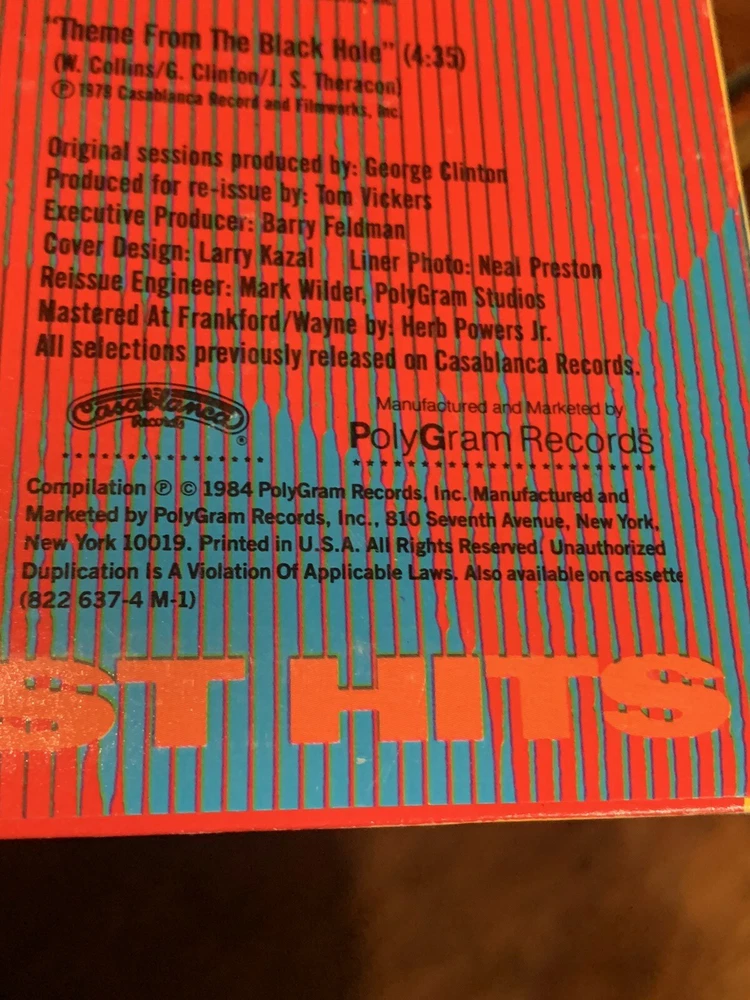 "Theme From The Black Hole" (4:35)
(W. Collins/G. Clinton/J. S. Theracon)
℗ 1979 Casablanca Record and Filmworks, Inc.
Original sessions produced by: George Clinton
Produced for re-issue by: Tom Vickers
Executive Producer: Barry Feldman
Cover Design: Larry Kazal Liner Photo: Neal Preston
Reissue Engineer: Mark Wilder, PolyGram Studios
Mastered At Frankford/Wayne by: Herb Powers Jr.
All selections previously released on Casablanca Records.
Casablanca
Records
®
Manufactured and Marketed by
PolyGram Records™
Compilation ℗ © 1984 PolyGram Records, Inc. Manufactured and
Marketed by PolyGram Records, Inc., 810 Seventh Avenue, New York,
New York 10019. Printed in U.S.A. All Rights Reserved. Unauthorized
Duplication Is A Violation Of Applicable Laws. Also available on cassette
(822 637-4 M-1)
ST HITS